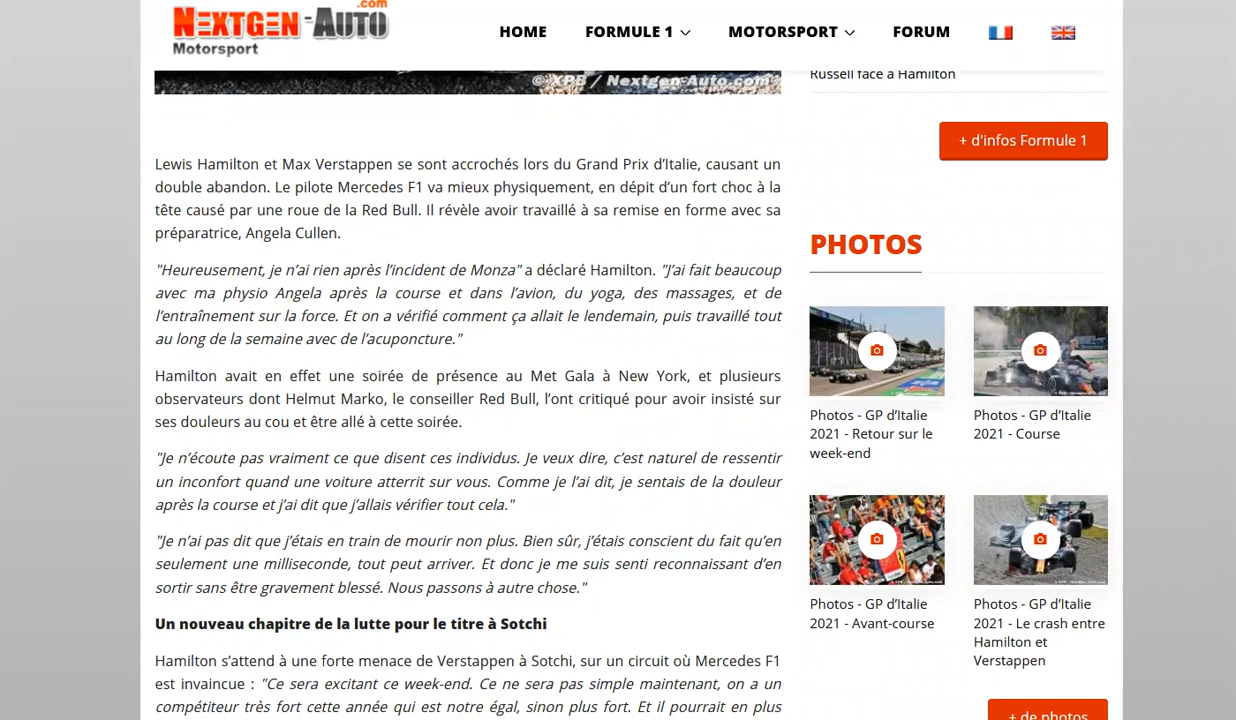 .com
NEXTGEN-AUTO
Motorsport
HOME
FORMULE 1
MOTORSPORT
FORUM
© XPB / Nextgen-Auto.com
Russell face à Hamilton
+ d'infos Formule 1
Lewis Hamilton et Max Verstappen se sont accrochés lors du Grand Prix d’Italie, causant un
double abandon. Le pilote Mercedes F1 va mieux physiquement, en dépit d’un fort choc à la
tête causé par une roue de la Red Bull. Il révèle avoir travaillé à sa remise en forme avec sa
préparatrice, Angela Cullen.
"Heureusement, je n’ai rien après l’incident de Monza" a déclaré Hamilton. "J’ai fait beaucoup
avec ma physio Angela après la course et dans l’avion, du yoga, des massages, et de
l’entraînement sur la force. Et on a vérifié comment ça allait le lendemain, puis travaillé tout
au long de la semaine avec de l’acuponcture."
Hamilton avait en effet une soirée de présence au Met Gala à New York, et plusieurs
observateurs dont Helmut Marko, le conseiller Red Bull, l’ont critiqué pour avoir insisté sur
ses douleurs au cou et être allé à cette soirée.
"Je n’écoute pas vraiment ce que disent ces individus. Je veux dire, c’est naturel de ressentir
un inconfort quand une voiture atterrit sur vous. Comme je l’ai dit, je sentais de la douleur
après la course et j’ai dit que j’allais vérifier tout cela."
"Je n’ai pas dit que j’étais en train de mourir non plus. Bien sûr, j’étais conscient du fait qu’en
seulement une milliseconde, tout peut arriver. Et donc je me suis senti reconnaissant d’en
sortir sans être gravement blessé. Nous passons à autre chose."
Un nouveau chapitre de la lutte pour le titre à Sotchi
Hamilton s’attend à une forte menace de Verstappen à Sotchi, sur un circuit où Mercedes F1
est invaincue : "Ce sera excitant ce week-end. Ce ne sera pas simple maintenant, on a un
compétiteur très fort cette année qui est notre égal, sinon plus fort. Et il pourrait en plus
PHOTOS
Photos - GP d’Italie
2021 - Retour sur le
week-end
Photos - GP d’Italie
2021 - Course
Photos - GP d’Italie
2021 - Avant-course
Photos - GP d’Italie
2021 - Le crash entre
Hamilton et
Verstappen
+ de photos